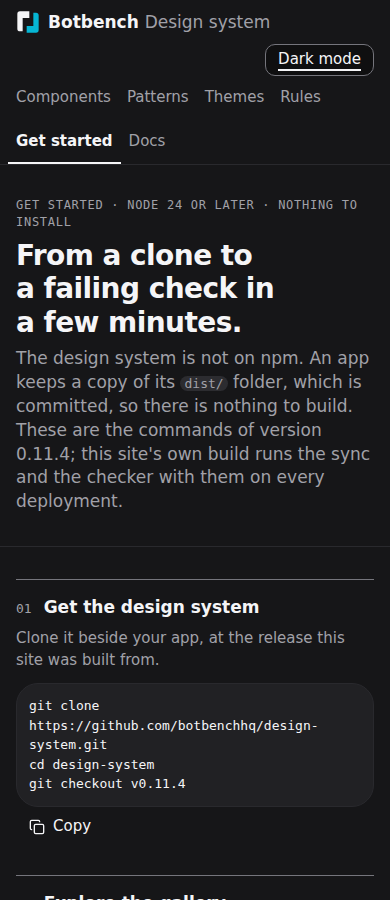 Botbench Design system
Dark mode
Components Patterns Themes Rules
Get started Docs
GET STARTED · NODE 24 OR LATER · NOTHING TO
INSTALL
From a clone to
a failing check in
a few minutes.
The design system is not on npm. An app
keeps a copy of its dist/ folder, which is
committed, so there is nothing to build.
These are the commands of version
0.11.4; this site's own build runs the sync
and the checker with them on every
deployment.
01 Get the design system
Clone it beside your app, at the release this
site was built from.
git clone
https://github.com/botbenchhq/design-
system.git
cd design-system
git checkout v0.11.4
Copy
Explore the gallery